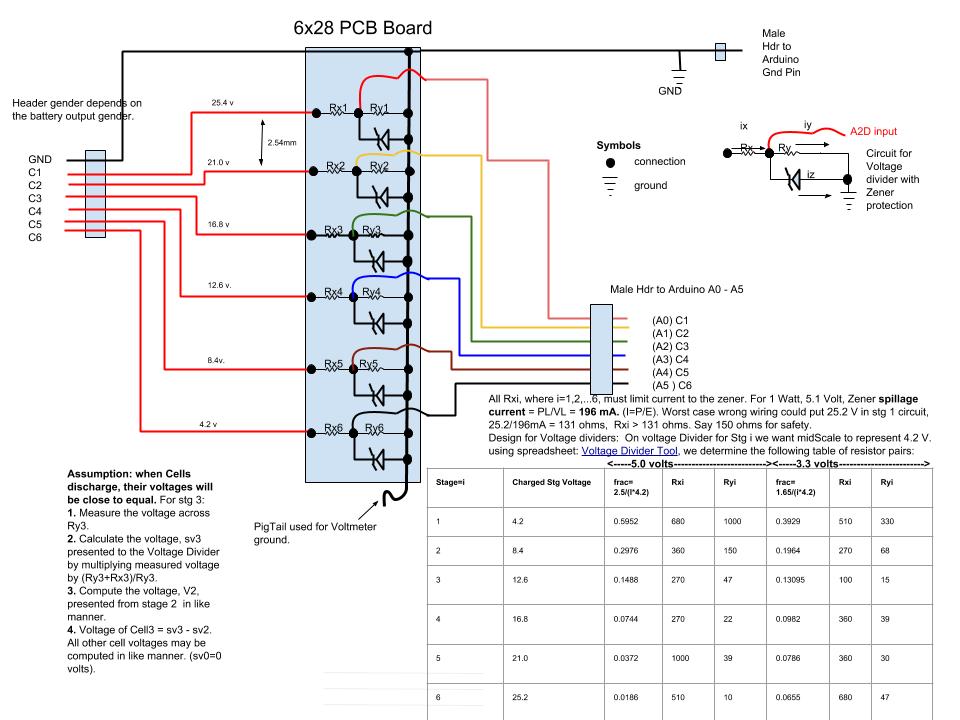 6x28 PCB Board
Male
Hdr to
Arduino
Gnd Pin
GND
Header gender depends on
the battery output gender.
25.4 v
2.54mm
21.0 v
16.8 v
12.6 v.
8.4v.
4.2 v
GND
C1
C2
C3
C4
C5
C6
Rx1
Ry1
Rx2
Ry2
Rx3
Ry3
Rx4
Ry4
Rx5
Ry5
Rx6
Ry6
Symbols
connection
ground
ix
iy
A2D input
Rx
Ry
iz
Circuit for
Voltage
divider with
Zener
protection
Male Hdr to Arduino A0 - A5
(A0) C1
(A1) C2
(A2) C3
(A3) C4
(A4) C5
(A5 ) C6
All Rxi, where i=1,2,...6, must limit current to the zener. For 1 Watt, 5.1 Volt, Zener spillage
current = PL/VL = 196 mA. (I=P/E). Worst case wrong wiring could put 25.2 V in stg 1 circuit,
25.2/196mA = 131 ohms, Rxi > 131 ohms. Say 150 ohms for safety.
Design for Voltage dividers: On voltage Divider for Stg i we want midScale to represent 4.2 V.
using spreadsheet: Voltage Divider Tool, we determine the following table of resistor pairs:
<-----5.0 volts------------------------><-----3.3 volts------------------------>
Stage=i Charged Stg Voltage frac= Rxi Ryi frac= Rxi Ryi
2.5/(I*4.2) 1.65/(i*4.2)
1 4.2 0.5952 680 1000 0.3929 510 330
2 8.4 0.2976 360 150 0.1964 270 68
3 12.6 0.1488 270 47 0.13095 100 15
4 16.8 0.0744 270 22 0.0982 360 39
5 21.0 0.0372 1000 39 0.0786 360 30
6 25.2 0.0186 510 10 0.0655 680 47
Assumption: when Cells
discharge, their voltages will
be close to equal. For stg 3:
1. Measure the voltage across
Ry3.
2. Calculate the voltage, sv3
presented to the Voltage Divider
by multiplying measured voltage
by (Ry3+Rx3)/Ry3.
3. Compute the voltage, V2,
presented from stage 2 in like
manner.
4. Voltage of Cell3 = sv3 - sv2.
All other cell voltages may be
computed in like manner. (sv0=0
volts).
PigTail used for Voltmeter
ground.